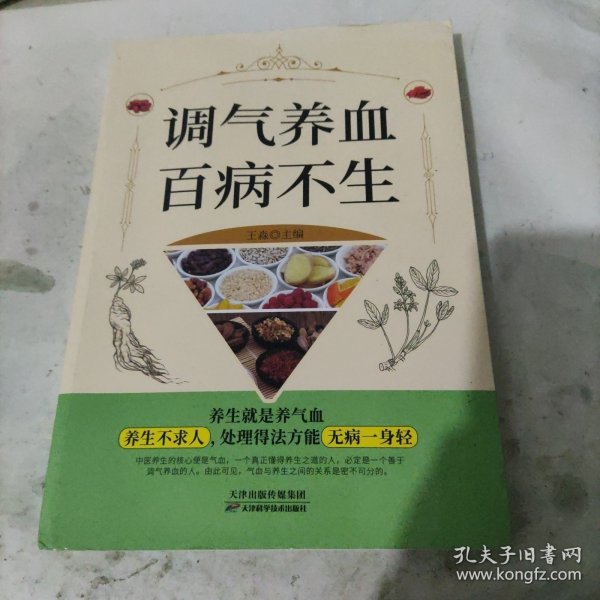 调气养血
百病不生
王淼◎主编
养生就是养气血
养生不求人，处理得法方能无病一身轻
中医养生的核心便是气血，一个真正懂得养生之道的人，必定是一个善于
调气养血的人。由此可见，气血与养生之间的关系是密不可分的。
天津出版传媒集团
天津科学技术出版社
孔夫子旧书网
www.kongfz.com